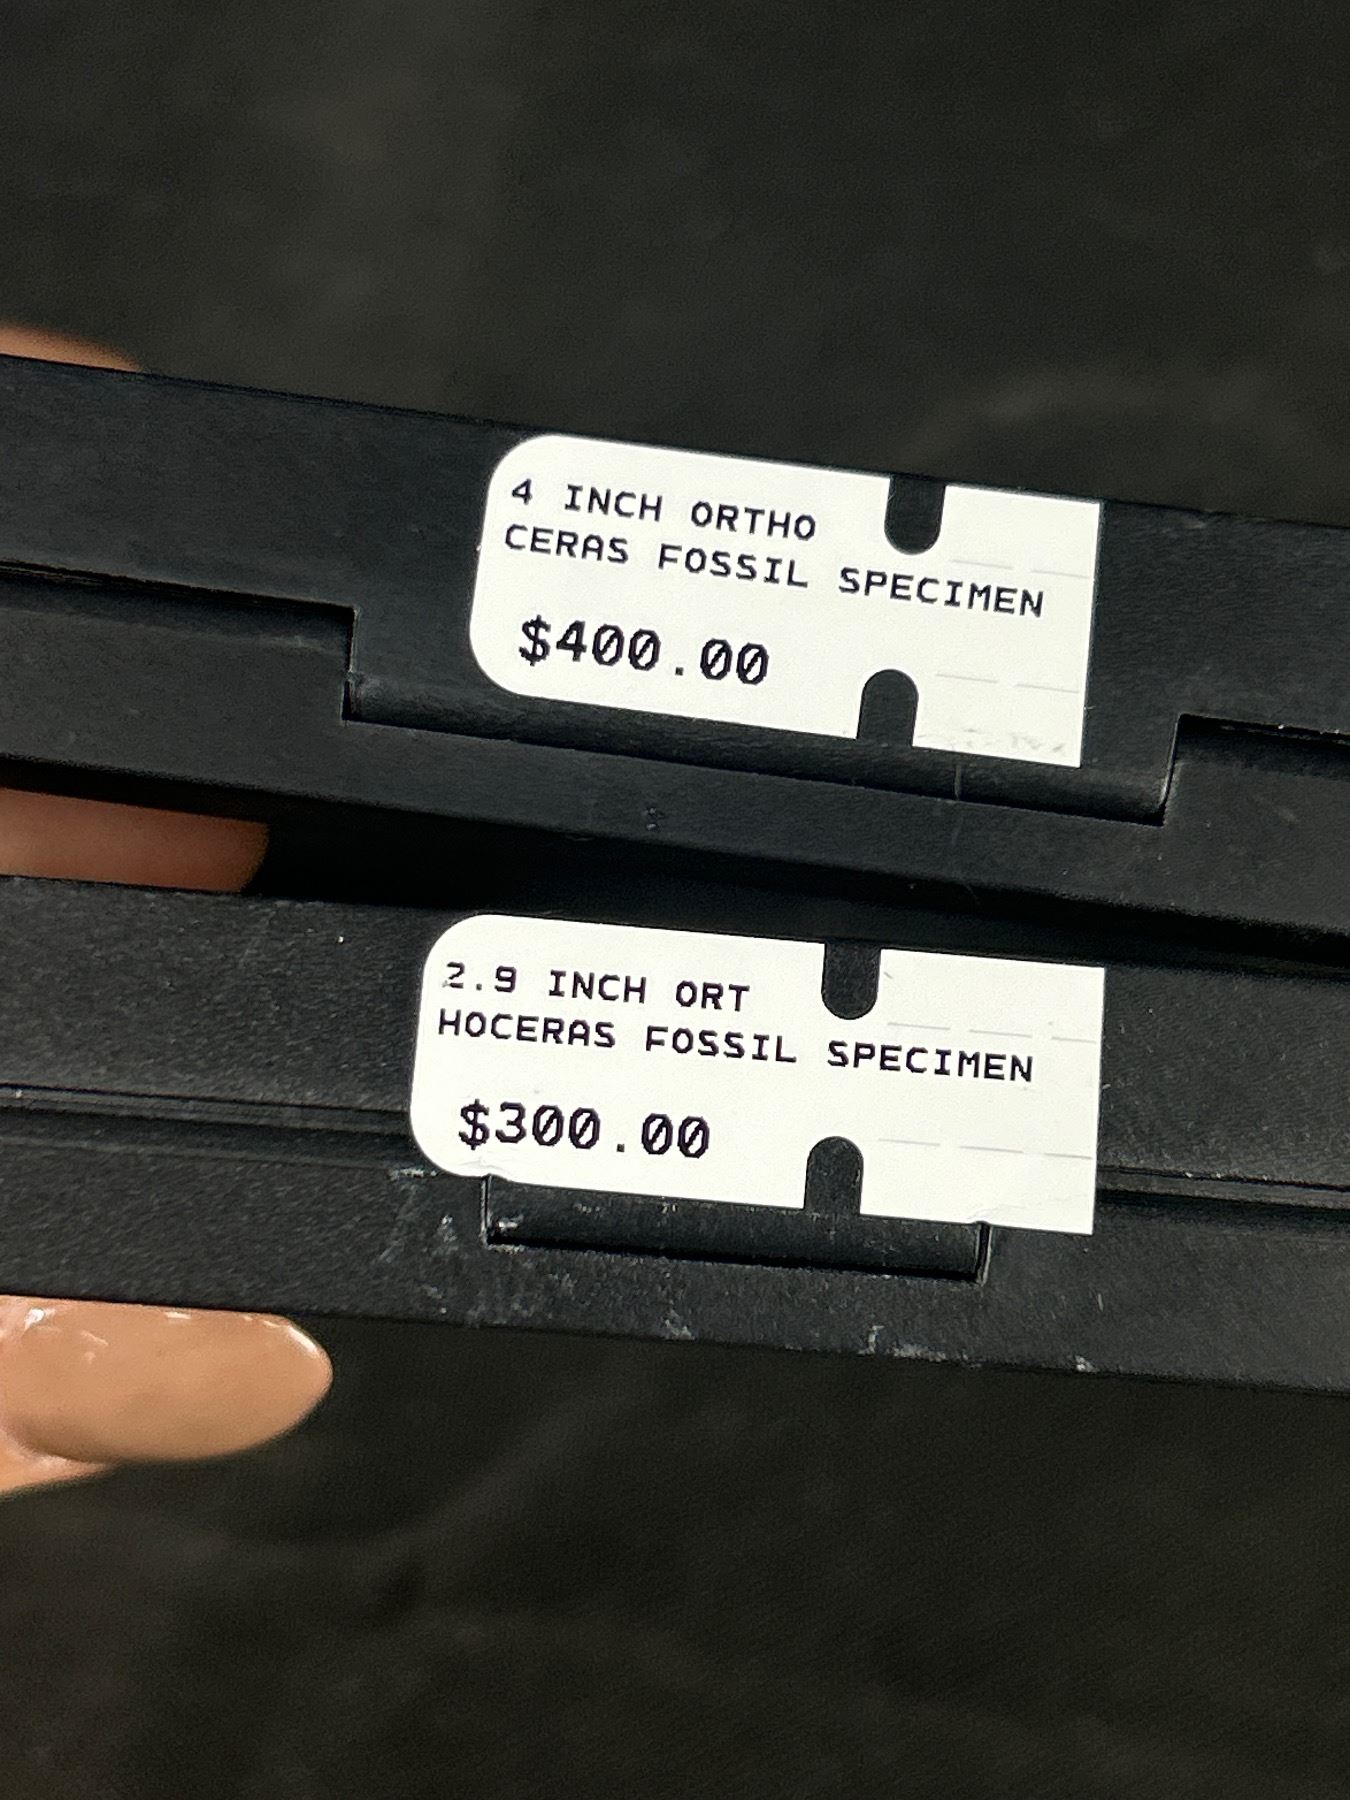 4 INCH ORTHO
CERAS FOSSIL SPECIMEN
$400.00
2.9 INCH ORT
HOCERAS FOSSIL SPECIMEN
$300.00